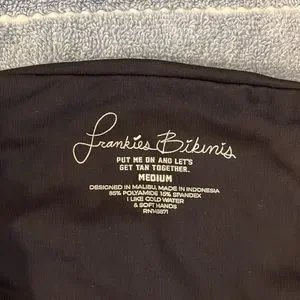 Frankies Bikinis
PUT ME ON AND LET'S
GET TAN TOGETHER.
MEDIUM
DESIGNED IN MALIBU, MADE IN INDONESIA
85% POLYAMIDE 15% SPANDEX
I LIKE COLD WATER
& SOFT HANDS